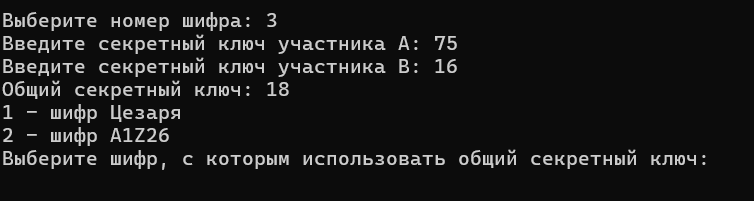 Выберите номер шифра: 3
Введите секретный ключ участника A: 75
Введите секретный ключ участника B: 16
Общий секретный ключ: 18
1 - шифр Цезаря
2 - шифр A1Z26
Выберите шифр, с которым использовать общий секретный ключ: